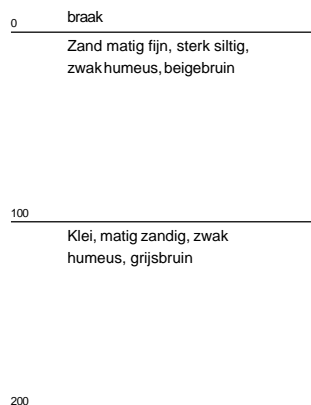 braak
0
Zand matig fijn, sterk siltig,
zwak humeus, beigebruin
100
Klei, matig zandig, zwak
humeus, grijsbruin
200